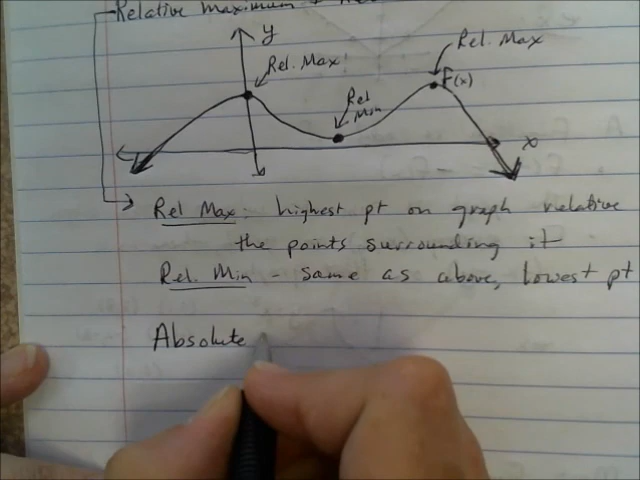 Relative Maximum
y
Rel. Max
Rel. Max
Rel
Min
F(x)
x
Rel Max - highest pt on graph relative
the points surrounding it
Rel. Min - same as above, lowest pt
Absolute